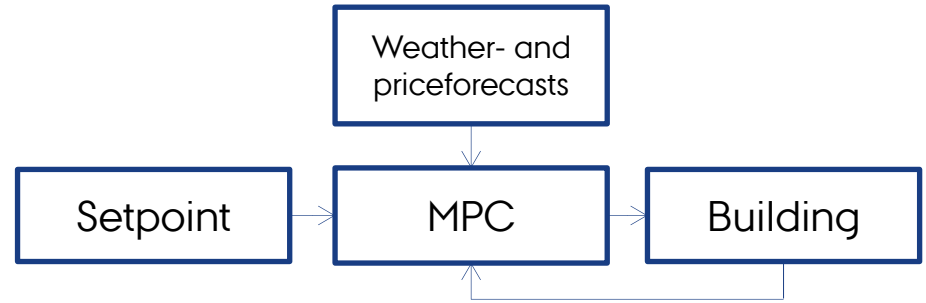 Weather- and
priceforecasts
Setpoint
MPC
Building